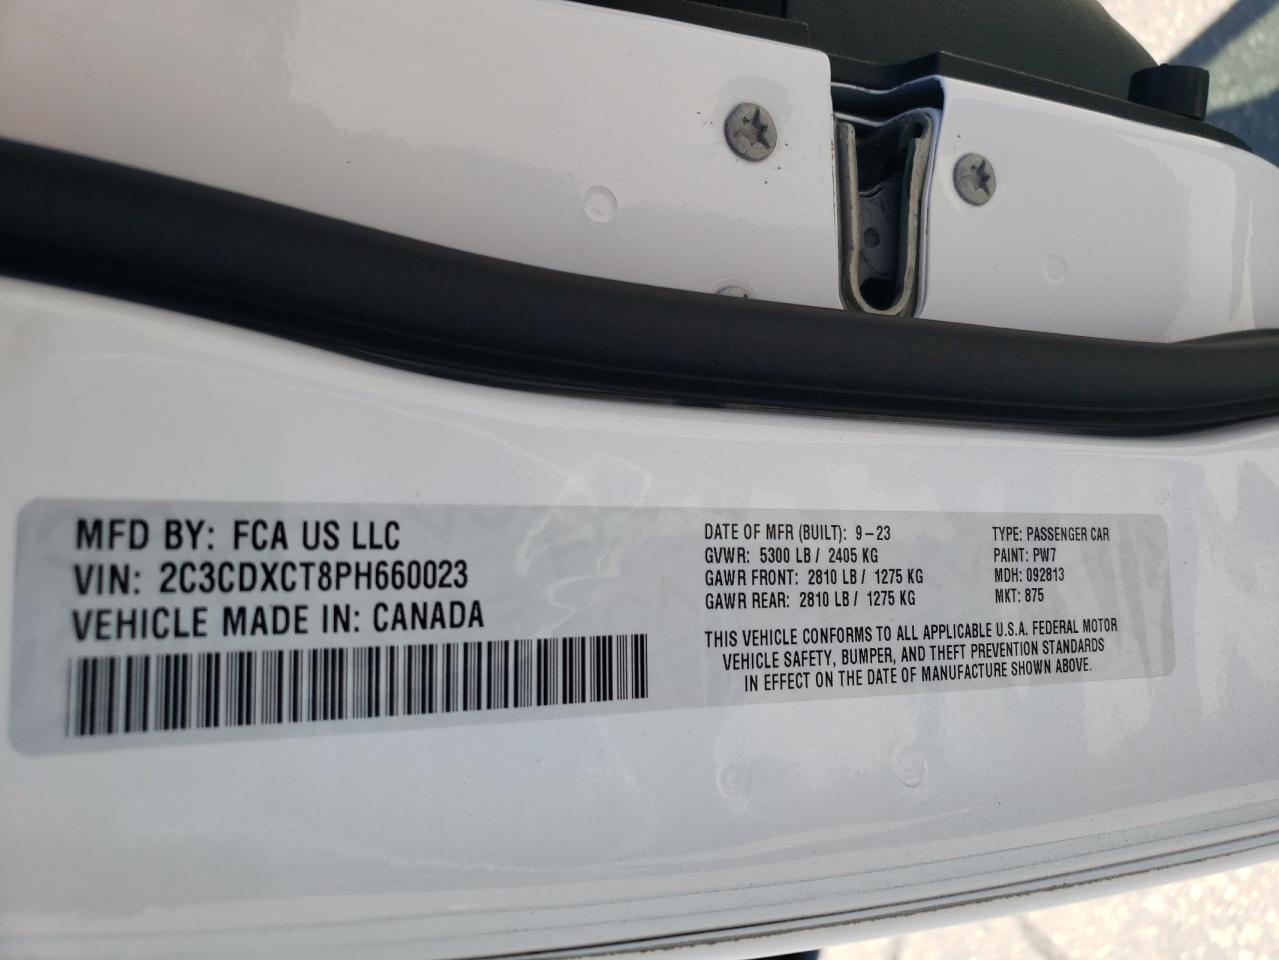 MFD BY: FCA US LLC
VIN: 2C3CDXCT8PH660023
VEHICLE MADE IN: CANADA
DATE OF MFR (BUILT): 9-23
GVWR: 5300 LB / 2405 KG
GAWR FRONT: 2810 LB / 1275 KG
GAWR REAR: 2810 LB / 1275 KG
TYPE: PASSENGER CAR
PAINT: PW7
MDH: 092813
MKT: 875
THIS VEHICLE CONFORMS TO ALL APPLICABLE U.S.A. FEDERAL MOTOR
VEHICLE SAFETY, BUMPER, AND THEFT PREVENTION STANDARDS
IN EFFECT ON THE DATE OF MANUFACTURE SHOWN ABOVE.